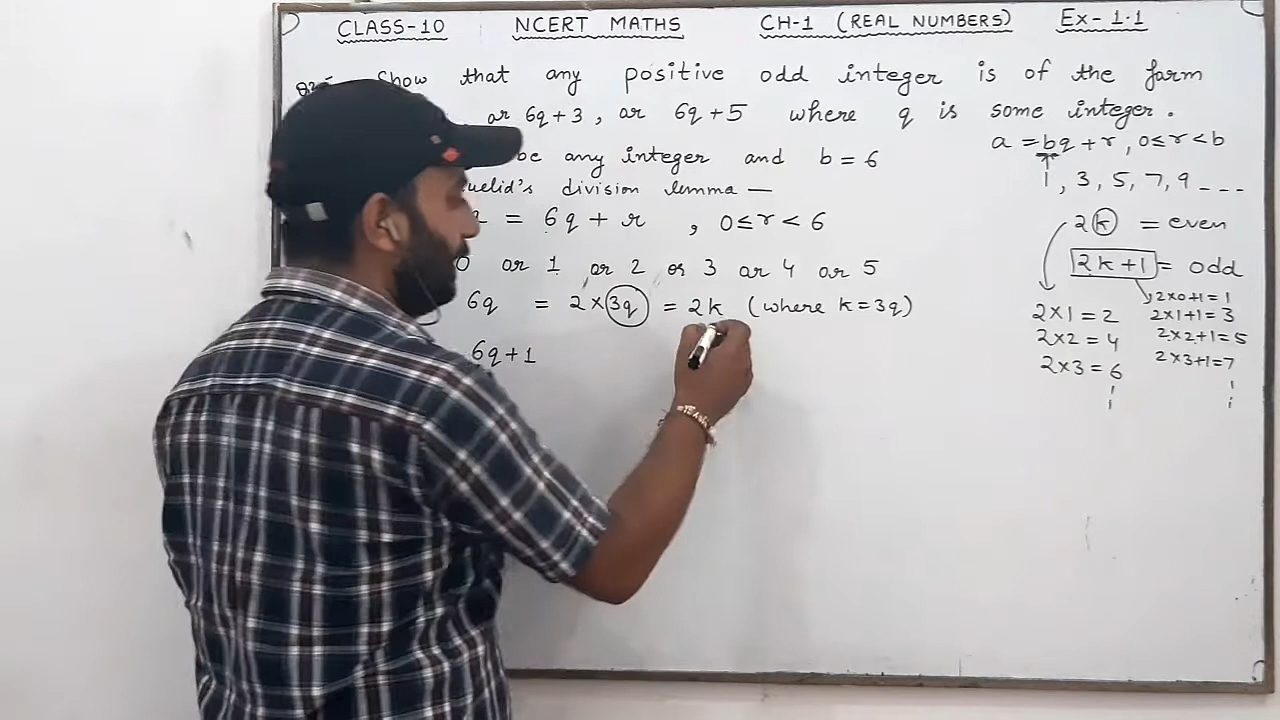 CLASS-10 NCERT MATHS CH-1 (REAL NUMBERS) Ex-1.1
Show that any positive odd integer is of the form
or 6q+3, or 6q+5 where q is some integer.
be any integer and b = 6
division lemma —
= 6q + r , 0≤r<6
0 or 1 or 2 or 3 or 4 or 5
6q = 2×3q = 2k (where k=3q)
6q+1
a = bq + r, 0≤r<b
1, 3, 5, 7, 9 - - -
2k = even
2k+1 = odd
2×1=2
2×2=4
2×3=6
2×0+1=1
2×1+1=3
2×2+1=5
2×3+1=7